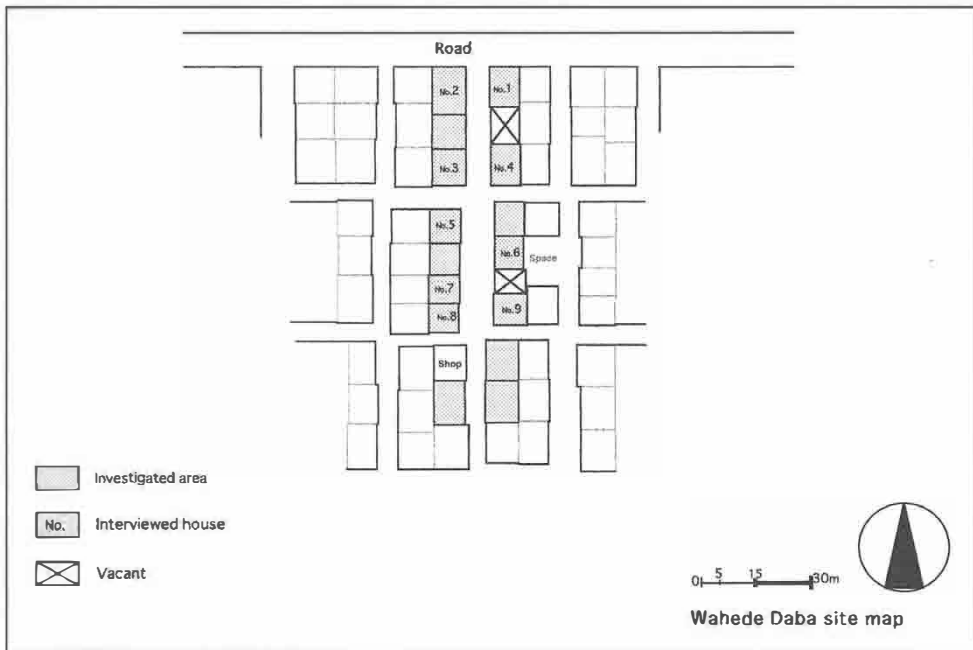 Road
No.2
No.1
No.3
No.4
No.5
No.6
Space
No.7
No.8
No.9
Shop
Investigated area
No. Interviewed house
Vacant
0 5 15 30m
Wahede Daba site map